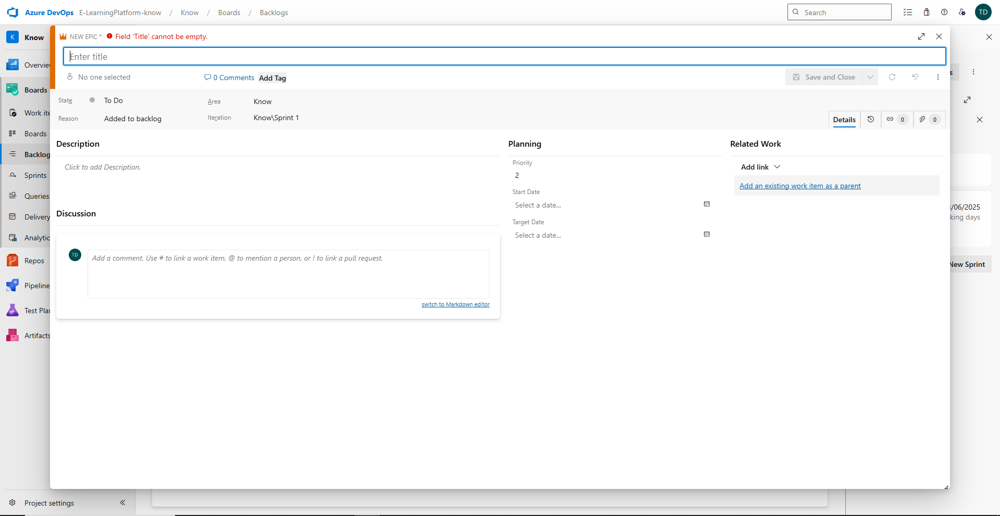 Azure DevOps E-LearningPlatform-know / Know / Boards / Backlogs Search TD
K Know
NEW EPIC * Field 'Title' cannot be empty.
Enter title
No one selected 0 Comments Add Tag Save and Close
State To Do Area Know
Reason Added to backlog Iteration Know\Sprint 1
Details 0 0
Overview
Boards
Work ite
Boards
Backlog
Sprints
Queries
Delivery
Analytic
Repos
Pipeline
Test Plan
Artifacts
Project settings
Description
Click to add Description.
Discussion
TD
Add a comment. Use # to link a work item, @ to mention a person, or ! to link a pull request.
switch to Markdown editor
Planning
Priority
2
Start Date
Select a date...
Target Date
Select a date...
Related Work
Add link
Add an existing work item as a parent
s
/06/2025
king days
New Sprint